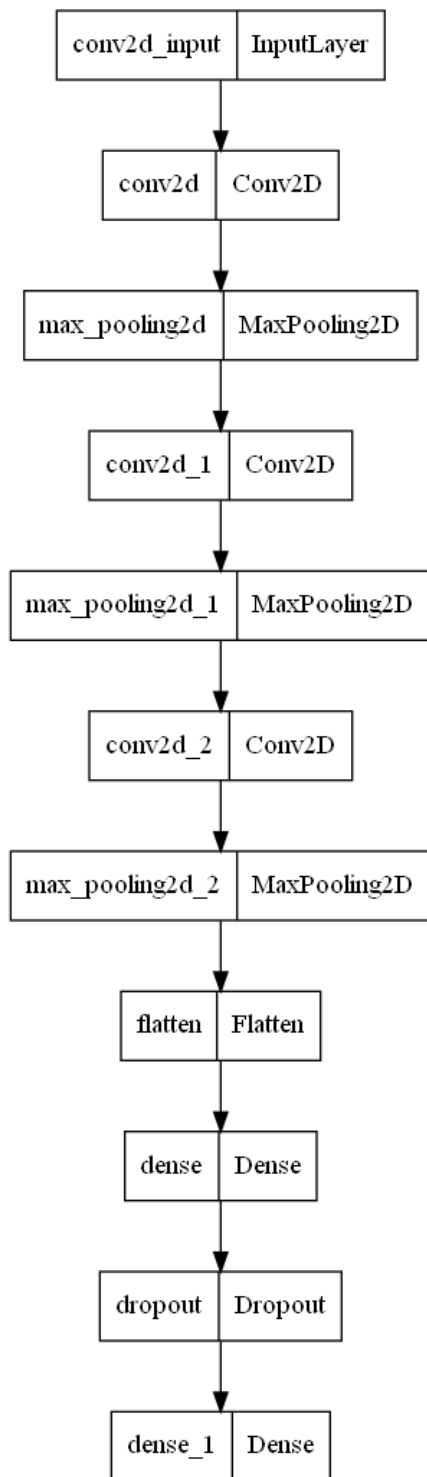 conv2d_input InputLayer
conv2d Conv2D
max_pooling2d MaxPooling2D
conv2d_1 Conv2D
max_pooling2d_1 MaxPooling2D
conv2d_2 Conv2D
max_pooling2d_2 MaxPooling2D
flatten Flatten
dense Dense
dropout Dropout
dense_1 Dense